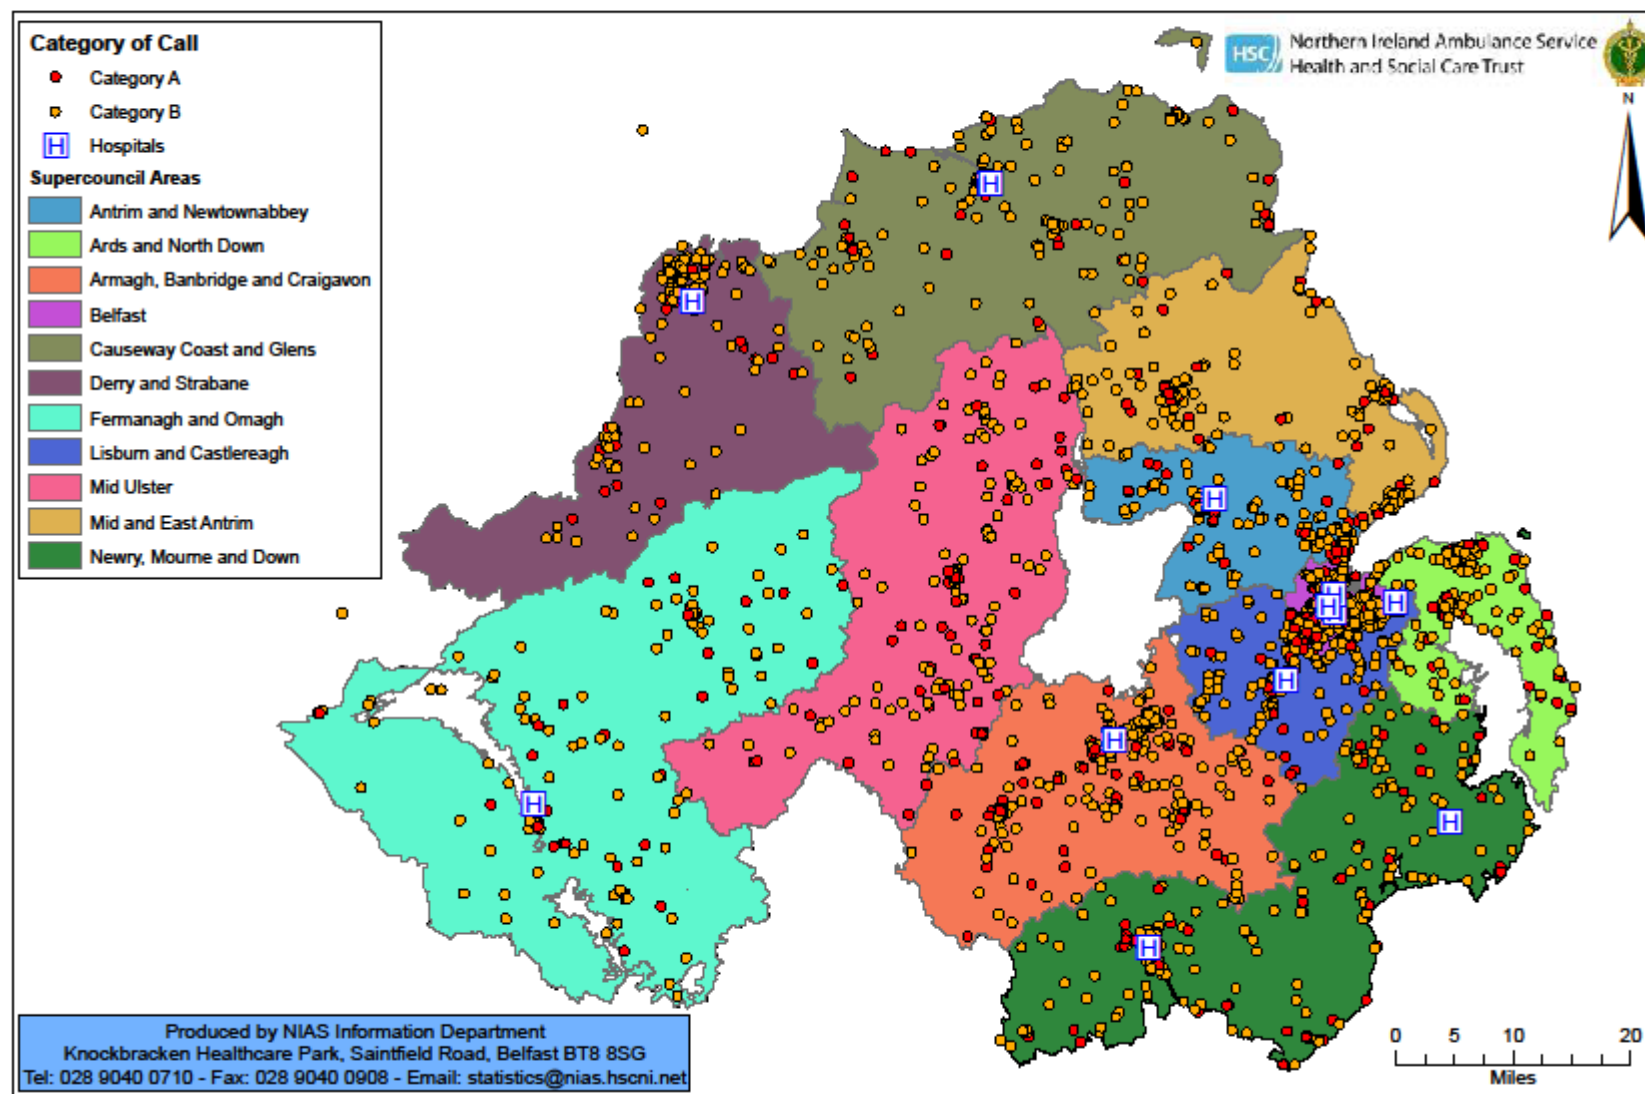 Category of Call
Category A
Category B
H Hospitals
Supercouncil Areas
Antrim and Newtownabbey
Ards and North Down
Armagh, Banbridge and Craigavon
Belfast
Causeway Coast and Glens
Derry and Strabane
Fermanagh and Omagh
Lisburn and Castlereagh
Mid Ulster
Mid and East Antrim
Newry, Mourne and Down
HSC Northern Ireland Ambulance Service
Health and Social Care Trust
N
H
H
H
H
H
H
H
H
H
H
H
Produced by NIAS Information Department
Knockbracken Healthcare Park, Saintfield Road, Belfast BT8 8SG
Tel: 028 9040 0710 - Fax: 028 9040 0908 - Email: statistics@nias.hscni.net
0 5 10 20
Miles